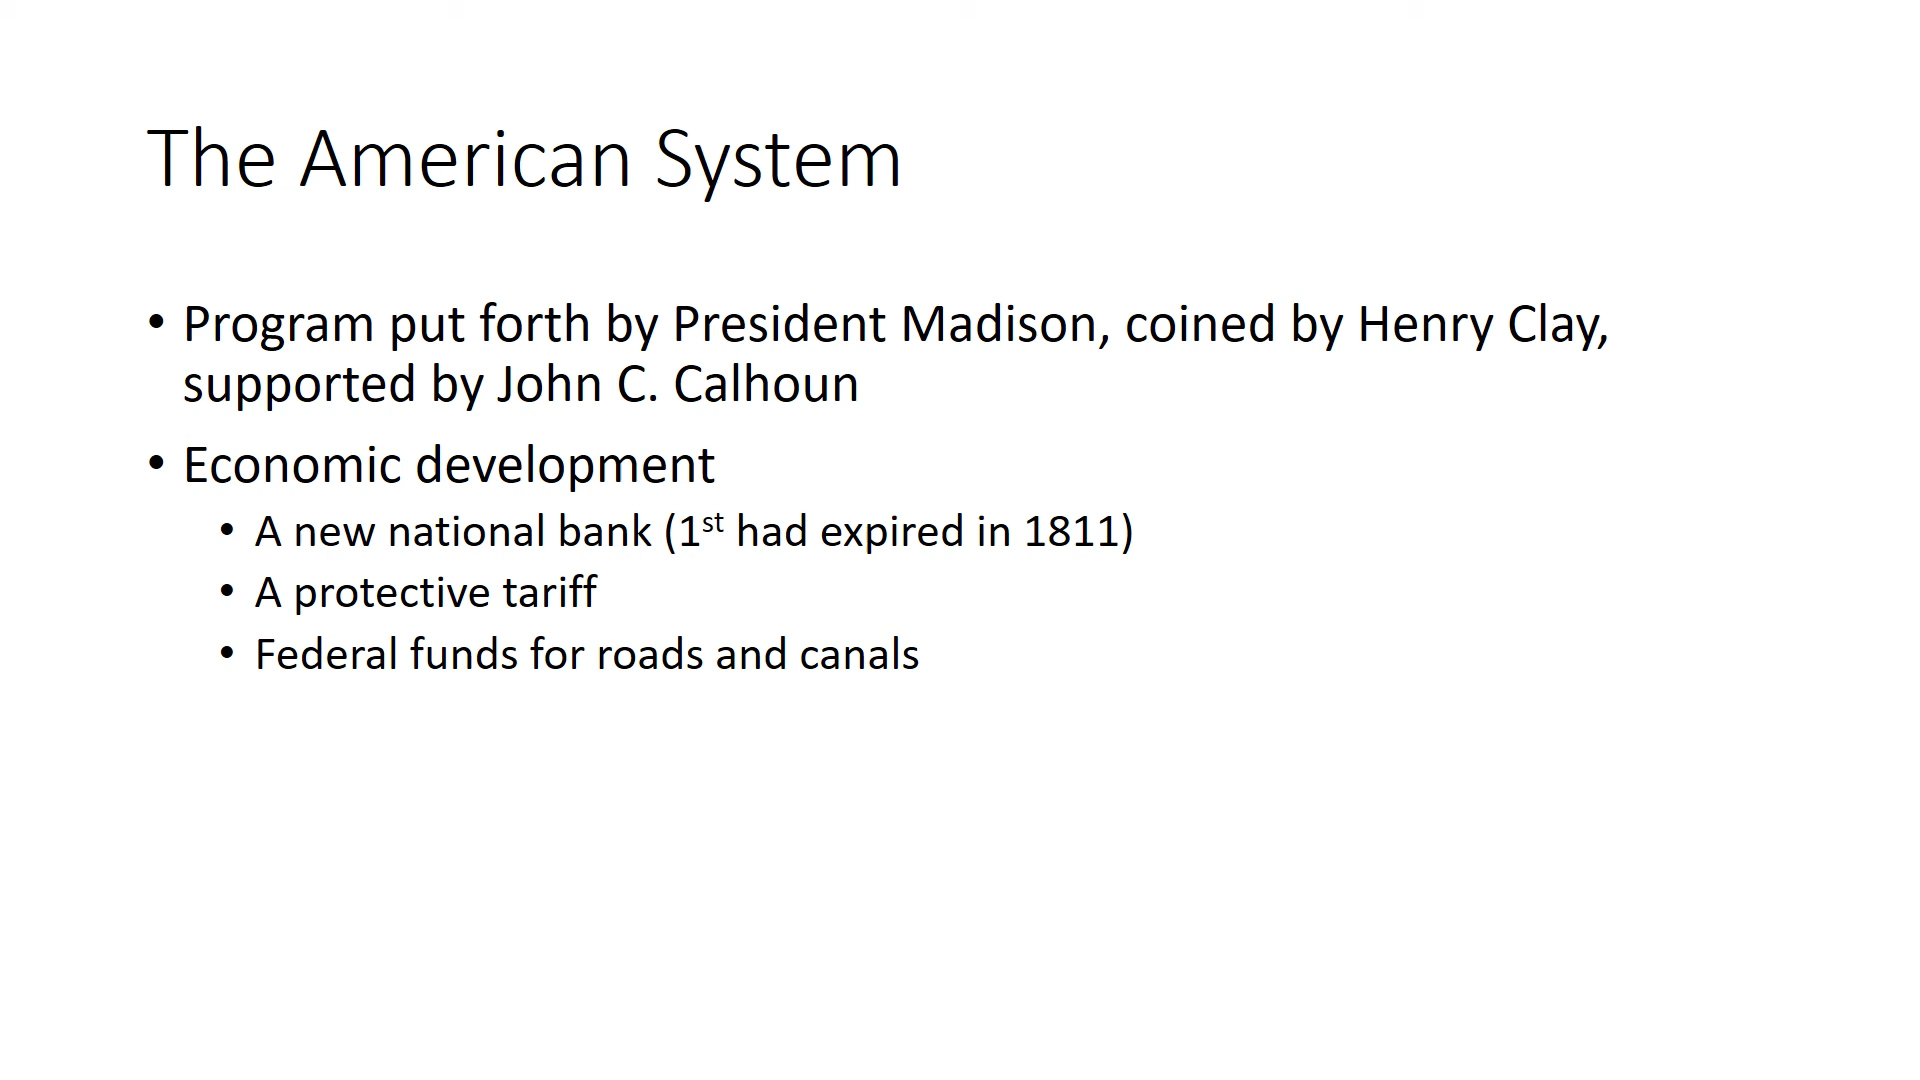 The American System
• Program put forth by President Madison, coined by Henry Clay,
supported by John C. Calhoun
• Economic development
• A new national bank (1st had expired in 1811)
• A protective tariff
• Federal funds for roads and canals